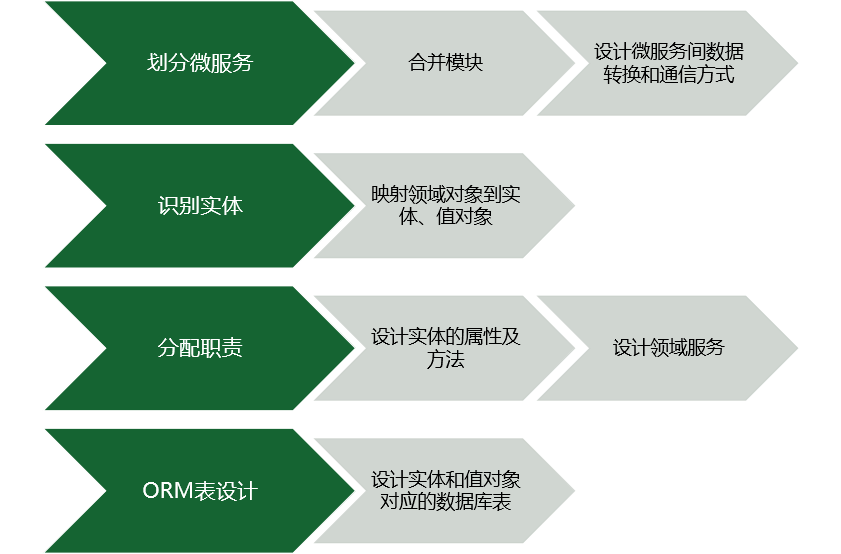 划分微服务
合并模块
设计微服务间数据
转换和通信方式
识别实体
映射领域对象到实
体、值对象
分配职责
设计实体的属性及
方法
设计领域服务
ORM表设计
设计实体和值对象
对应的数据库表